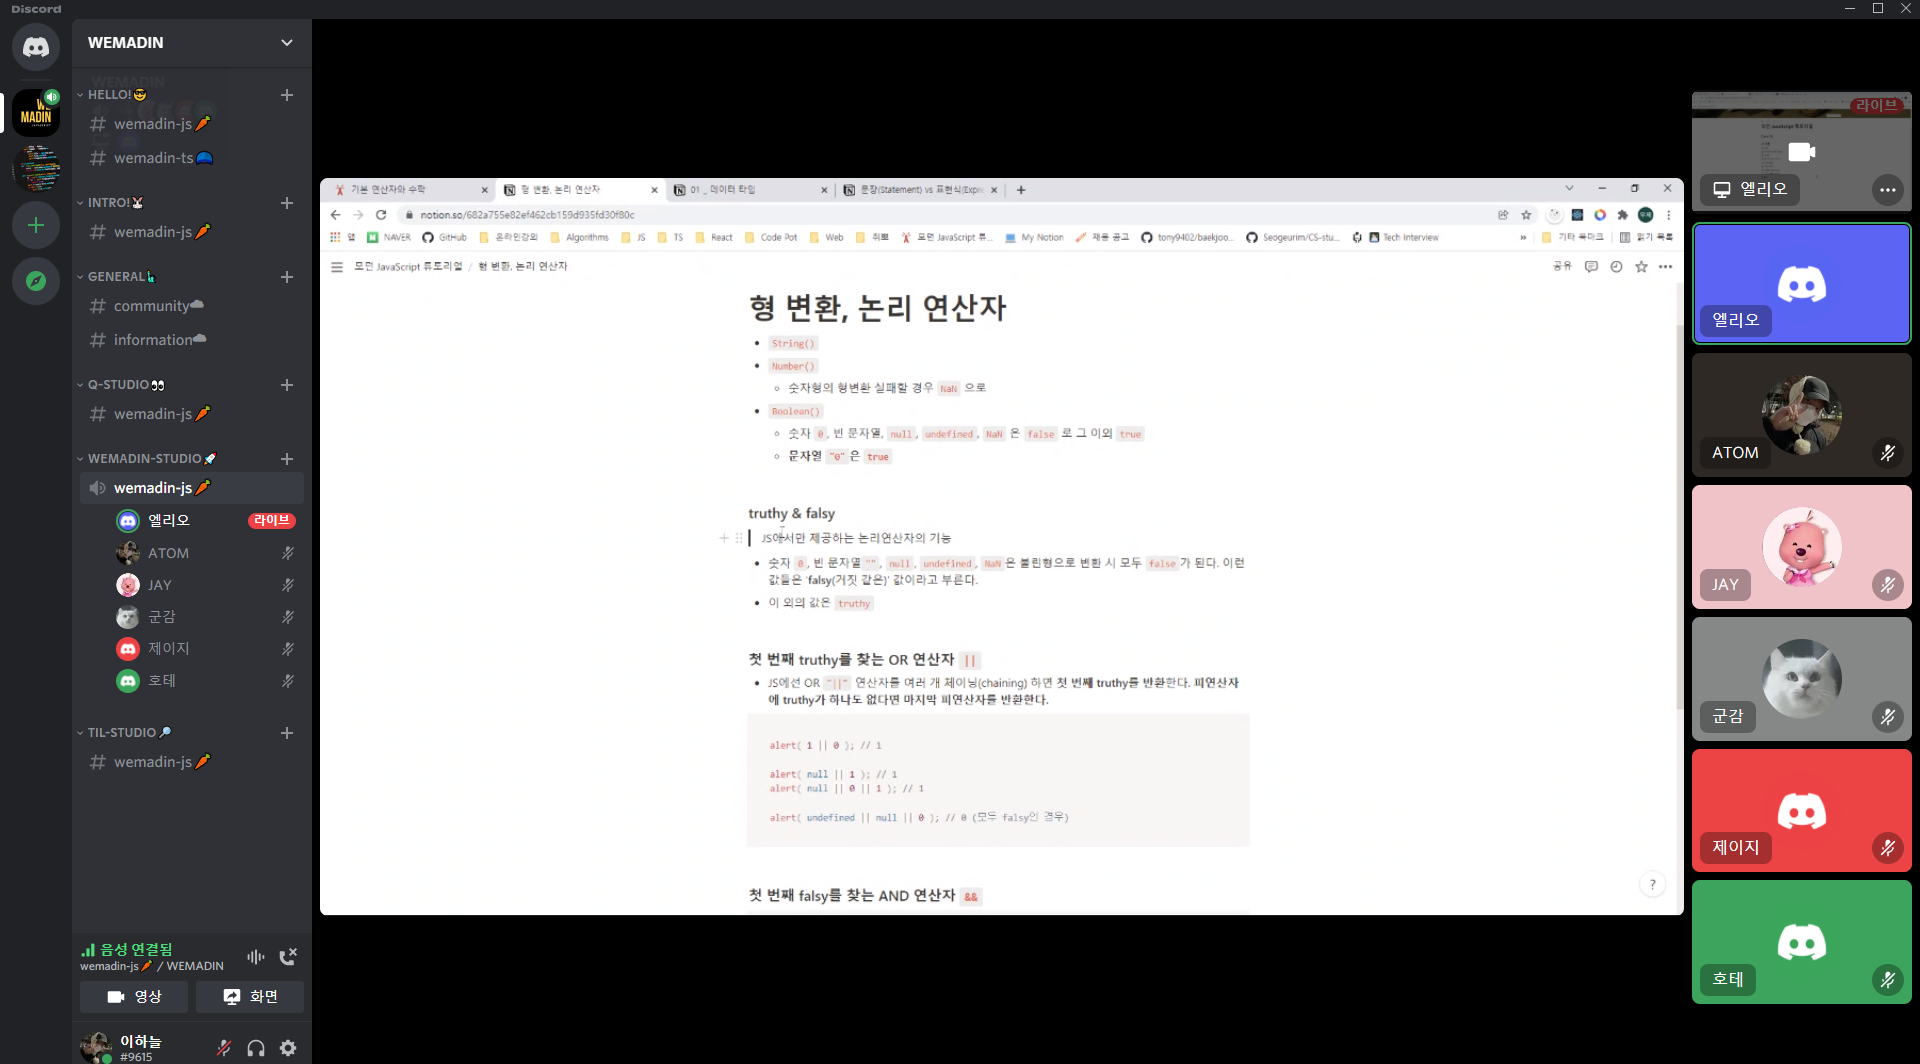 Discord
WEMADIN
HELLO!😎
wemadin-js🥕
wemadin-ts🧢
INTRO!🐰
wemadin-js🥕
GENERAL🗽
community☁
information☁
Q-STUDIO👀
wemadin-js🥕
WEMADIN-STUDIO🚀
wemadin-js🥕
엘리오 라이브
ATOM
JAY
군감
제이지
호테
TIL-STUDIO🔎
wemadin-js🥕
음성 연결됨
wemadin-js🥕 / WEMADIN
영상 화면
이하늘
#9615
기본 연산자와 수학 형 변환, 논리 연산자 01 _ 데이터 타입 문장(Statement) vs 표현식(Expre
notion.so/682a755e82ef462cb159d935fd30f80c
앱 NAVER GitHub 온라인강의 Algorithms JS TS React Code Pot Web 취뽀 모던 JavaScript 튜... My Notion 채용 공고 tony9402/baekjoo... Seogeurim/CS-stu... Tech Interview » 기타 북마크 읽기 목록
모던 JavaScript 튜토리얼 / 형 변환, 논리 연산자 공유
형 변환, 논리 연산자
String()
Number()
숫자형의 형변환 실패할 경우 NaN 으로
Boolean()
숫자 0, 빈 문자열, null, undefined, NaN 은 false 로 그 이외 true
문자열 "0" 은 true
truthy & falsy
JS에서만 제공하는 논리연산자의 기능
숫자 0, 빈 문자열 "", null, undefined, NaN은 불린형으로 변환 시 모두 false가 된다. 이런
값들은 'falsy(거짓 같은)' 값이라고 부른다.
이 외의 값은 truthy
첫 번째 truthy를 찾는 OR 연산자 ||
JS에선 OR "||" 연산자를 여러 개 체이닝(chaining) 하면 첫 번째 truthy를 반환한다. 피연산자
에 truthy가 하나도 없다면 마지막 피연산자를 반환한다.
alert( 1 || 0 ); // 1
alert( null || 1 ); // 1
alert( null || 0 || 1 ); // 1
alert( undefined || null || 0 ); // 0 (모두 falsy인 경우)
첫 번째 falsy를 찾는 AND 연산자 &&
?
라이브
엘리오
엘리오
ATOM
JAY
군감
제이지
호테